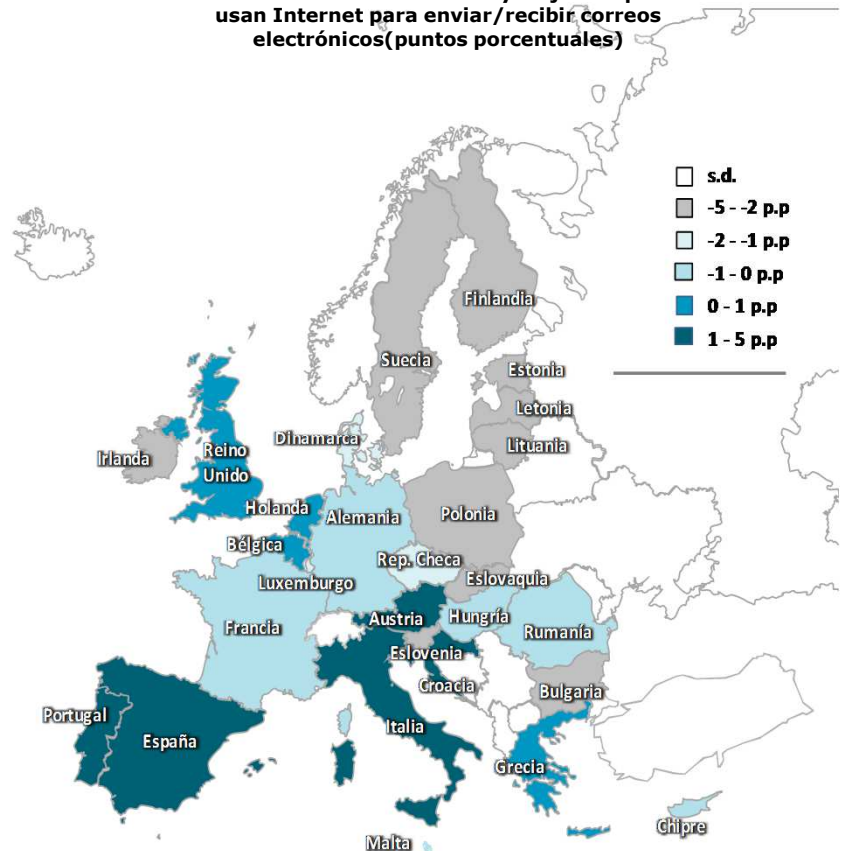 usan Internet para enviar/recibir correos
electrónicos(puntos porcentuales)
s.d.
-5 - -2 p.p
-2 - -1 p.p
-1 - 0 p.p
0 - 1 p.p
1 - 5 p.p
Finlandia
Suecia
Estonia
Letonia
Lituania
Dinamarca
Irlanda
Reino
Unido
Holanda
Alemania
Polonia
Bélgica
Rep. Checa
Luxemburgo
Eslovaquia
Francia
Austria
Hungría
Rumanía
Eslovenia
Croacia
Bulgaria
Portugal
España
Italia
Grecia
Chipre
Malta